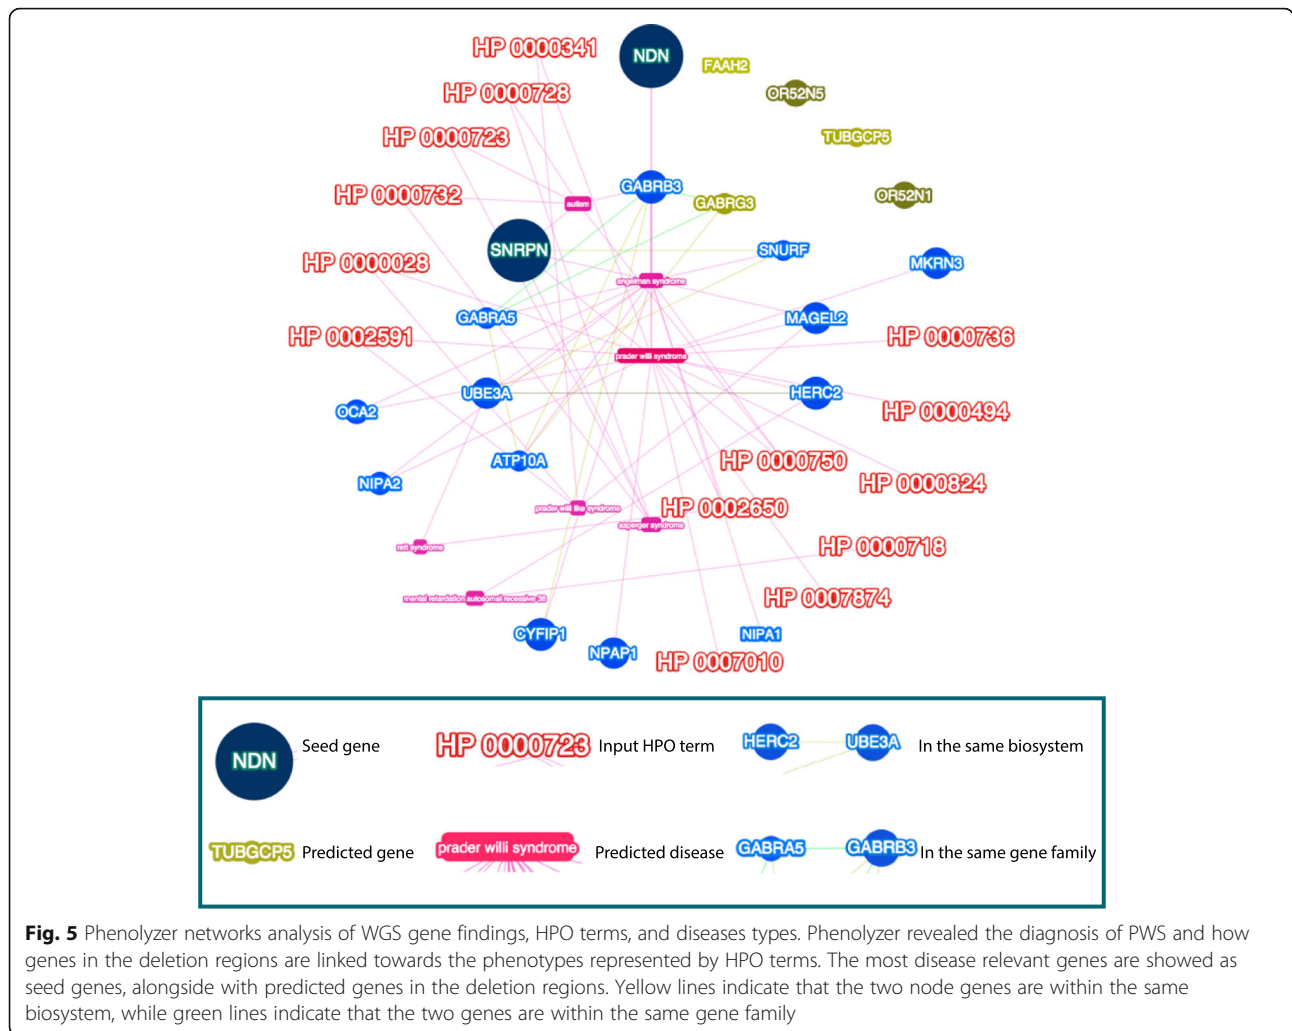 HP 0000341
NDN
FAAH2
HP 0000728
OR52N5
HP 0000723
TUBGCP5
HP 0000732
autism
GABRB3
GABRG3
OR52N1
SNRPN
SNURF
HP 0000028
MKRN3
angelman syndrome
GABRA5
MAGEL2
HP 0002591
HP 0000736
prader willi syndrome
UBE3A
HERC2
OCA2
HP 0000494
ATP10A
HP 0000750
NIPA2
HP 0000824
prader willi like syndrome
HP 0002650
asperger syndrome
rett syndrome
HP 0000718
mental retardation autosomal recessive 38
HP 0007874
CYFIP1
NIPA1
NPAP1
HP 0007010
NDN
Seed gene
HP 0000723
Input HPO term
HERC2
UBE3A
In the same biosystem
TUBGCP5
Predicted gene
prader willi syndrome
Predicted disease
GABRA5
GABRB3
In the same gene family
Fig. 5 Phenolyzer networks analysis of WGS gene findings, HPO terms, and diseases types. Phenolyzer revealed the diagnosis of PWS and how
genes in the deletion regions are linked towards the phenotypes represented by HPO terms. The most disease relevant genes are showed as
seed genes, alongside with predicted genes in the deletion regions. Yellow lines indicate that the two node genes are within the same
biosystem, while green lines indicate that the two genes are within the same gene family